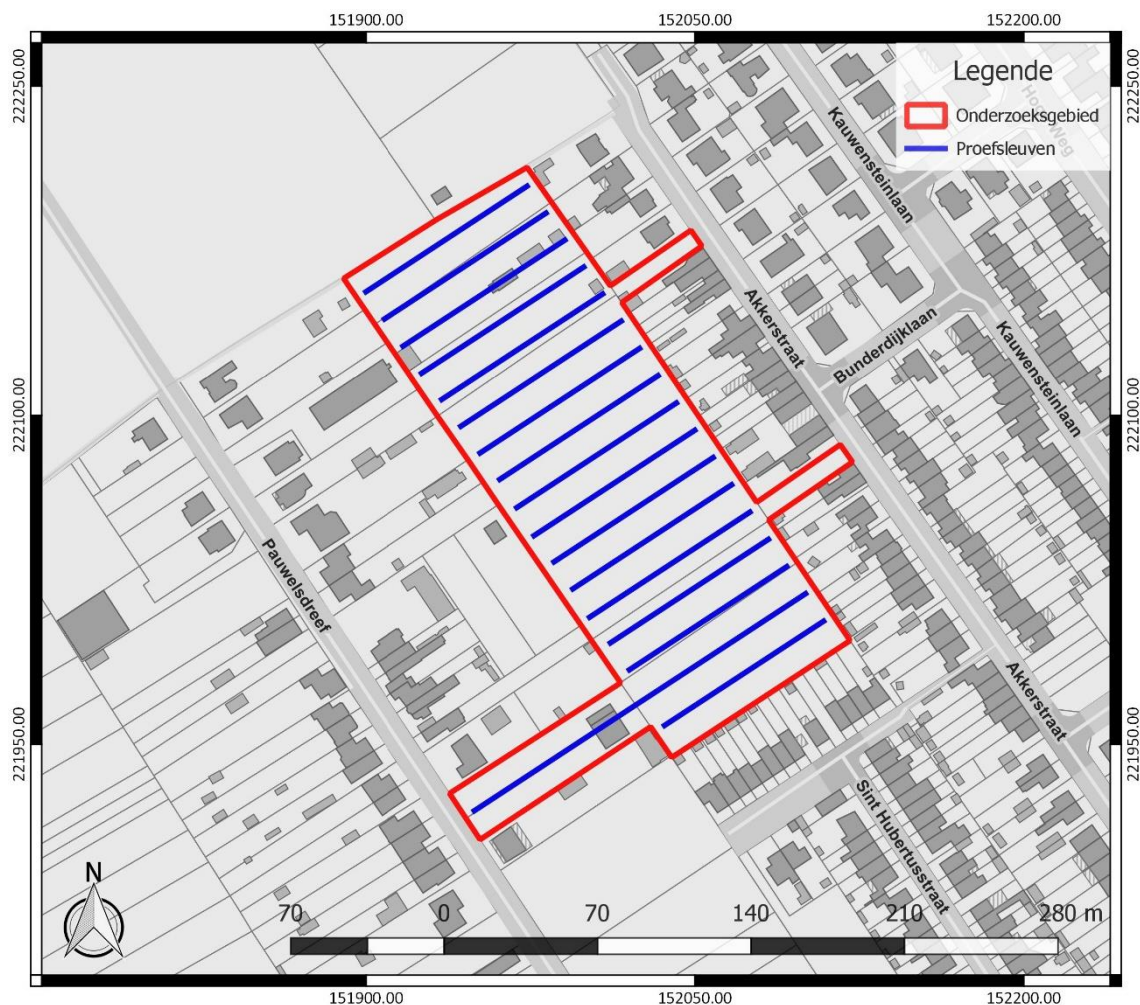 151900.00
152050.00
152200.00
222250.00
222250.00
Legende
Onderzoeksgebied
Proefsleuven
Kauwensteinlaan
Akkerstraat
Bunderdijklaan
Kauwensteinlaan
222100.00
222100.00
Pauwelsdreef
Akkerstraat
221950.00
221950.00
Sint Hubertusstraat
N
70
0
70
140
210
280 m
151900.00
152050.00
152200.00